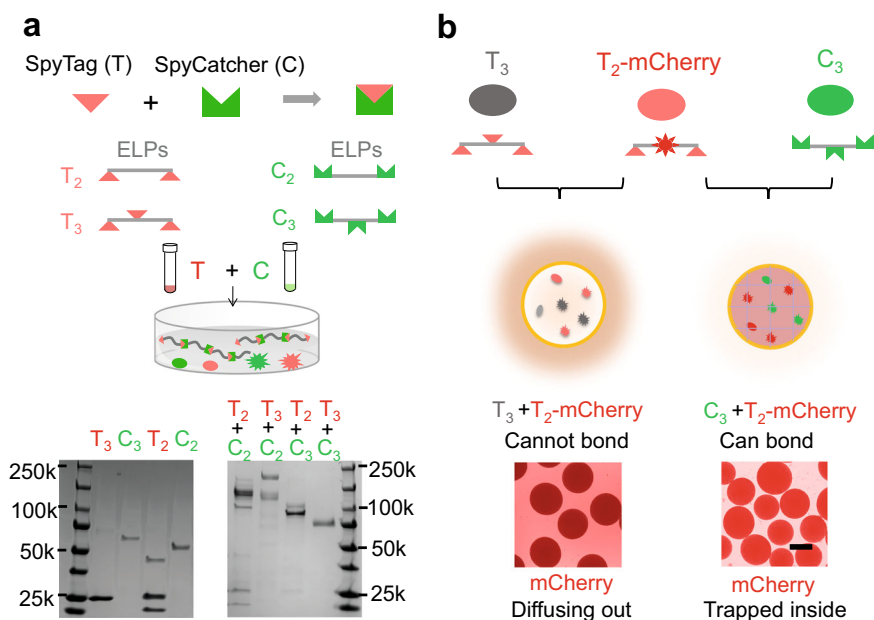 a
SpyTag (T)
SpyCatcher (C)
+
ELPs
ELPs
T2
C2
T3
C3
T + C
T2 T3 T2 T3
+ + + +
C2 C2 C3 C3
T3 C3 T2 C2
250k
100k
50k
25k
250k
100k
50k
25k
b
T3
T2-mCherry
C3
T3 +T2-mCherry
Cannot bond
C3 +T2-mCherry
Can bond
mCherry
Diffusing out
mCherry
Trapped inside